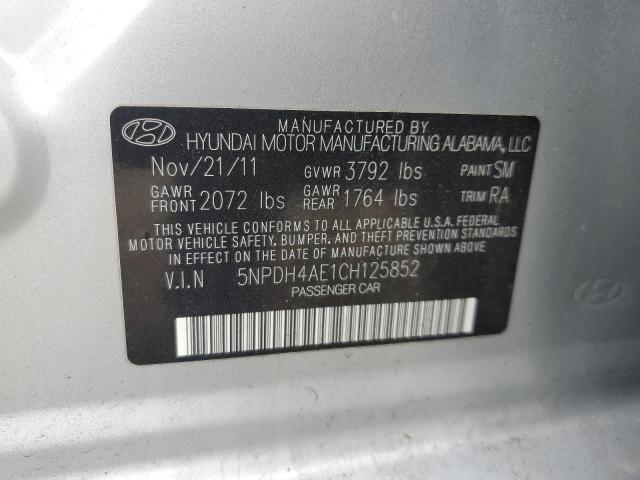 MANUFACTURED BY
HYUNDAI MOTOR MANUFACTURING ALABAMA, LLC
Nov/21/11 GVWR 3792 lbs PAINT SM
GAWR FRONT 2072 lbs GAWR REAR 1764 lbs TRIM RA
THIS VEHICLE CONFORMS TO ALL APPLICABLE U.S.A. FEDERAL
MOTOR VEHICLE SAFETY, BUMPER, AND THEFT PREVENTION STANDARDS
IN EFFECT ON THE DATE OF MANUFACTURE SHOWN ABOVE.
V.I.N 5NPDH4AE1CH125852
PASSENGER CAR